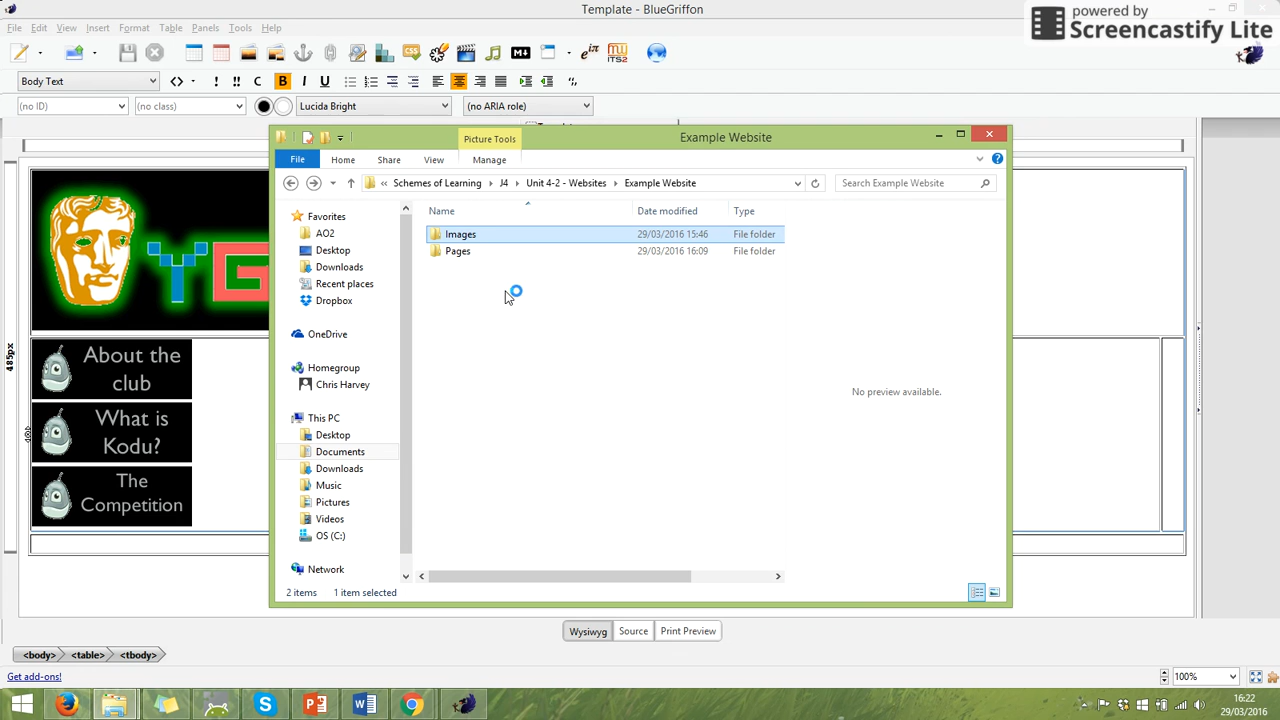 Template - BlueGriffon
powered by
Screencastify Lite
File Edit View Insert Format Table Panels Tools Help
Body Text
(no ID) (no class) Lucida Bright (no ARIA role)
Picture Tools Example Website
File Home Share View Manage
« Schemes of Learning J4 Unit 4-2 - Websites Example Website Search Example Website
Name Date modified Type
Images 29/03/2016 15:46 File folder
Pages 29/03/2016 16:09 File folder
Favorites
AO2
Desktop
Downloads
Recent places
Dropbox
OneDrive
Homegroup
Chris Harvey
This PC
Desktop
Documents
Downloads
Music
Pictures
Videos
OS (C:)
Network
No preview available.
2 items 1 item selected
YG
485px
About the
club
What is
Kodu?
The
Competition
Wysiwyg Source Print Preview
<body> <table> <tbody>
Get add-ons! 100%
16:22
29/03/2016